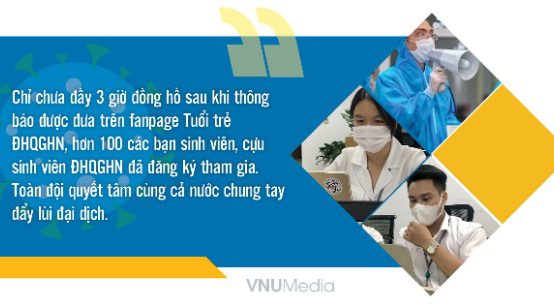 Chỉ chưa đầy 3 giờ đồng hồ sau khi thông
báo được đưa trên fanpage Tuổi trẻ
ĐHQGHN, hơn 100 các bạn sinh viên, cựu
sinh viên ĐHQGHN đã đăng ký tham gia.
Toàn đội quyết tâm cùng cả nước chung tay
đẩy lùi đại dịch.
VNUMedia